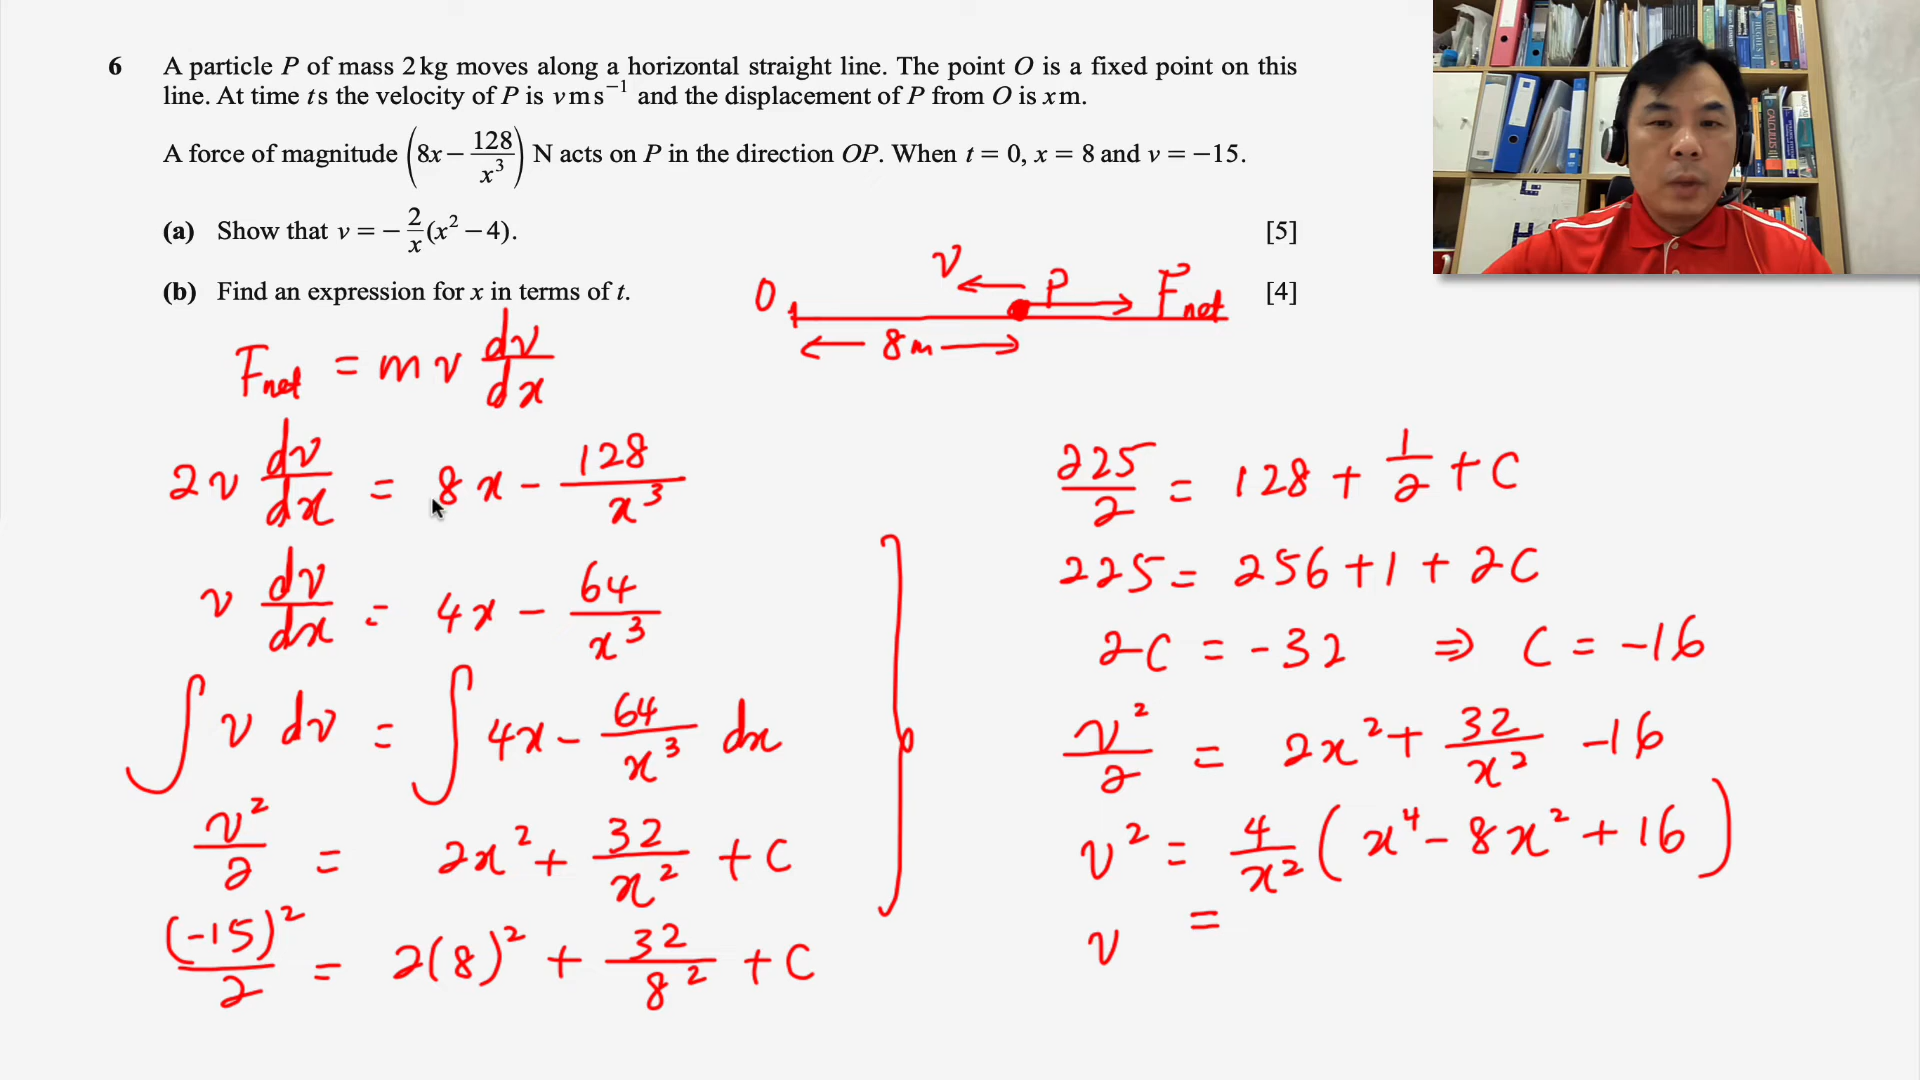 6 A particle P of mass 2 kg moves along a horizontal straight line. The point O is a fixed point on this
line. At time t s the velocity of P is v m s⁻¹ and the displacement of P from O is x m.
A force of magnitude (8x − 128/x³) N acts on P in the direction OP. When t = 0, x = 8 and v = −15.
(a) Show that v = − 2/x (x² − 4). [5]
(b) Find an expression for x in terms of t. [4]
O v P Fnet
8m
Fnet = m v dv/dx
2v dv/dx = 8x − 128/x³
v dv/dx = 4x − 64/x³
∫ v dv = ∫ 4x − 64/x³ dx
v²/2 = 2x² + 32/x² + C
(-15)²/2 = 2(8)² + 32/8² + C
225/2 = 128 + 1/2 + C
225 = 256 + 1 + 2C
2C = -32 ⇒ C = -16
v²/2 = 2x² + 32/x² - 16
v² = 4/x² (x⁴ - 8x² + 16)
v =